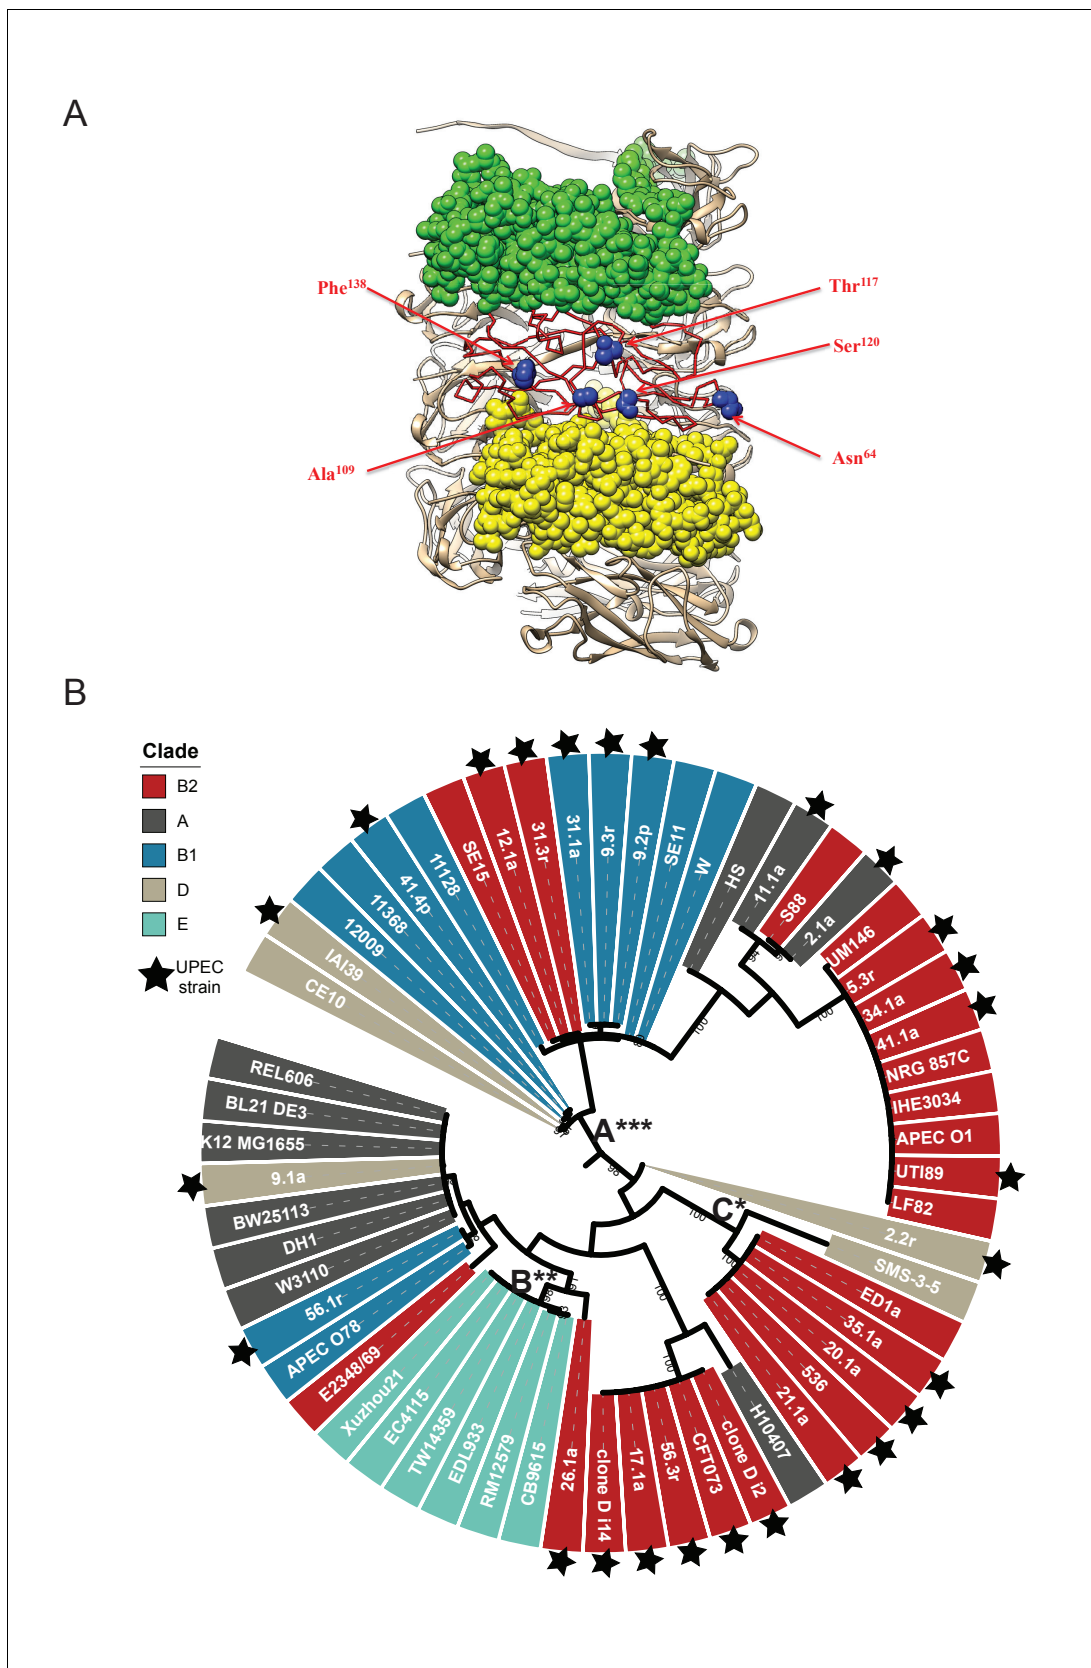 A
Phe138
Thr117
Ser120
Ala109
Asn64
B
Clade
B2
A
B1
D
E
UPEC
strain
CE10
IAI39
12009
11368
41.4p
11128
SE15
12.1a
31.3r
31.1a
9.3r
9.2p
SE11
W
HS
11.1a
S88
2.1a
UM146
5.3r
34.1a
41.1a
NRG 857C
IHE3034
APEC O1
UTI89
LF82
2.2r
SMS-3-5
ED1a
35.1a
20.1a
536
21.1a
H10407
clone D i2
CFT073
56.3r
17.1a
clone D i14
26.1a
CB9615
RM12579
EDL933
TW14359
EC4115
Xuzhou21
E2348/69
APEC O78
56.1r
W3110
DH1
BW25113
9.1a
K12 MG1655
BL21 DE3
REL606
A***
B**
C*
100
94
100
98
100
100
100
100
91
98